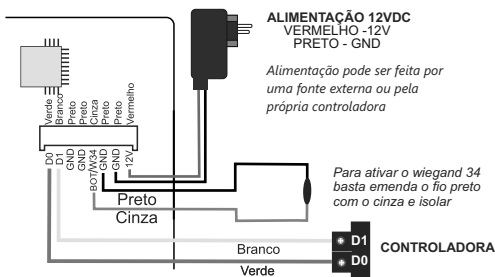 ALIMENTAÇÃO 12VDC
VERMELHO -12V
PRETO - GND
Alimentação pode ser feita por
uma fonte externa ou pela
própria controladora
Verde
Branco
Preto
Preto
Cinza
Preto
Preto
Vermelho
D0
D1
GND
GND
BOT/W34
GND
GND
12V
Preto
Cinza
Para ativar o wiegand 34
basta emenda o fio preto
com o cinza e isolar
Branco
Verde
D1
D0
CONTROLADORA